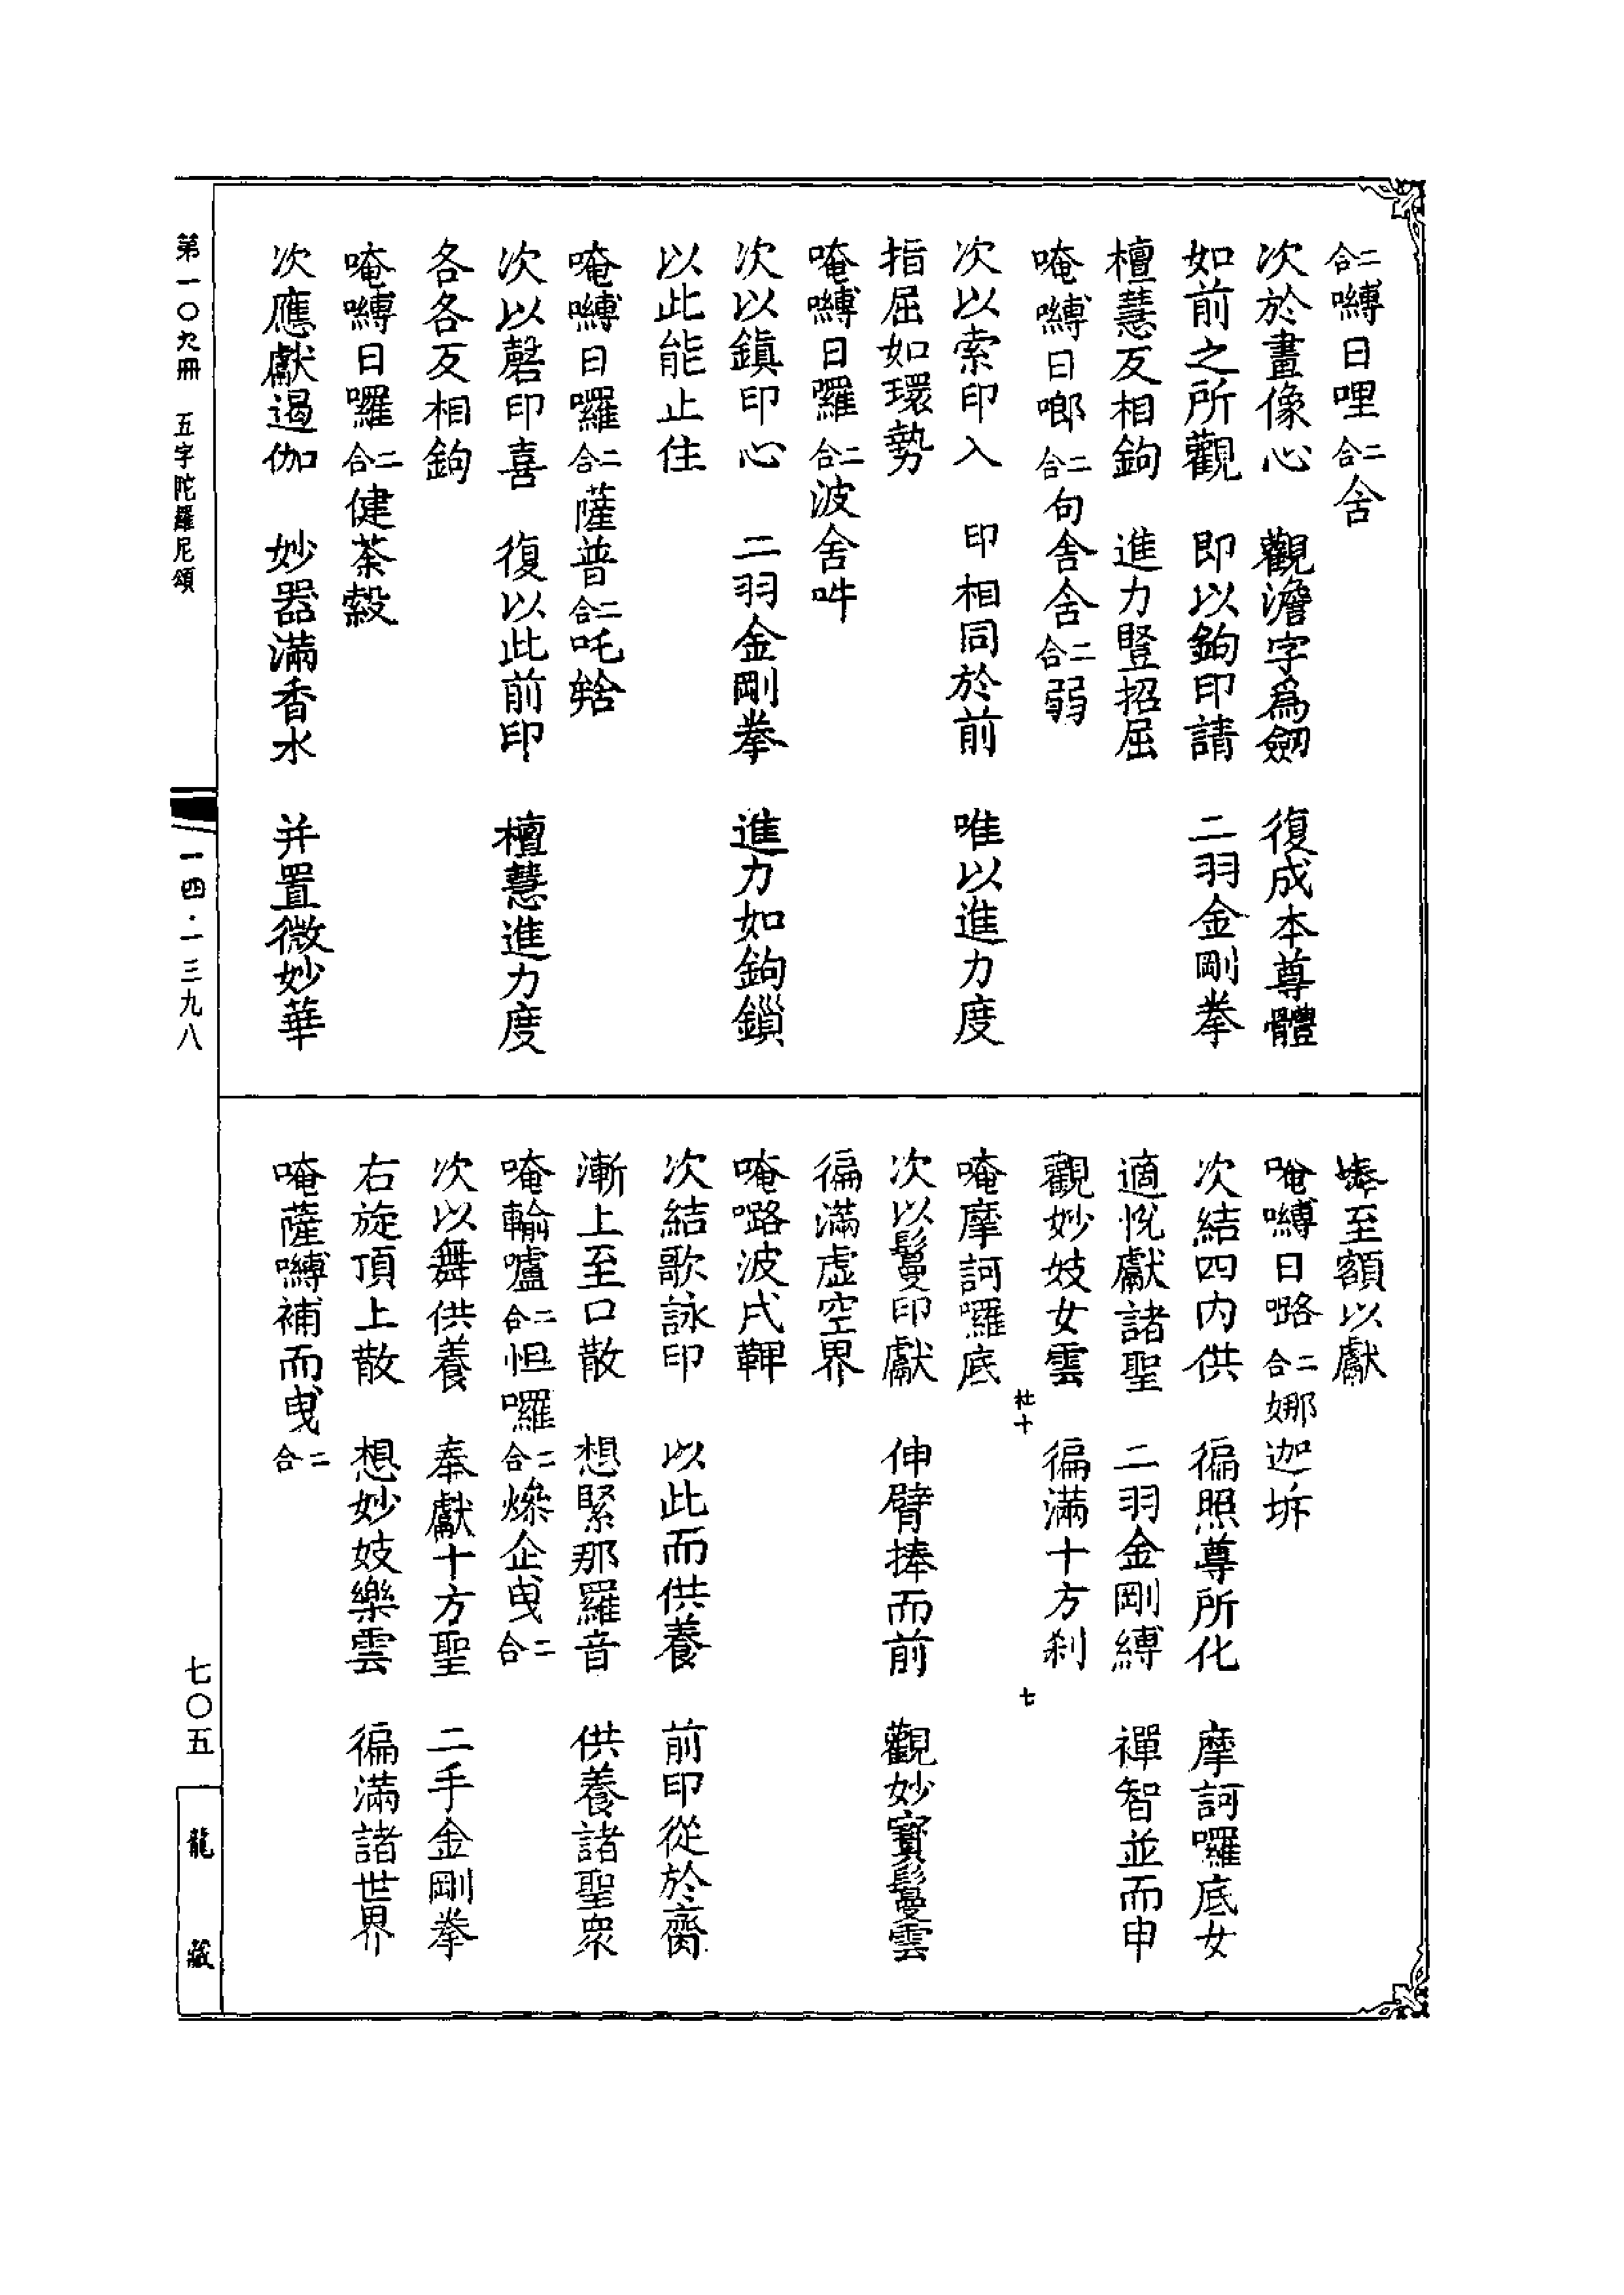 二合嚩日哩二合舍
次於畫像心　觀澹字爲劒　復成本尊體
如前之所觀　即以鉤印請　二羽金剛拳
檀慧互相鉤　進力豎招屈
唵嚩日啷二合句舍舍二合弱
次以索印入　印相同於前　唯以進力度
指屈如環勢
唵嚩日囉二合波舍吽
次以鎖印心　二羽金剛拳　進力如鉤鎖
以此能止住
唵嚩日囉二合薩普二合吒
次以磬印喜　復以此前印　檀慧進力度
各各互相鉤
唵嚩日囉二合健荼縠
次應獻遏伽　妙器滿香水　并置微妙華
捧至額以獻
唵嚩日路二合娜迦㖿
次結四內供　徧照尊所化　摩訶囉底女
適悅獻諸聖　二羽金剛縛　禪智並而申
觀妙妓女雲　徧滿十方刹
杜十　七
唵摩訶囉底
次以鬘印獻　伸臂捧而前　觀妙寶鬘雲
徧滿虛空界
唵㗰波戍鞞
次結歌詠印　以此而供養　前印從於齎
漸上至口散　想緊那羅音　供養諸聖衆
唵輸嚧二合怛囉二合燥企曳二合
次以舞供養　奉獻十方聖　二手金剛拳
右旋頂上散　想妙妓樂雲　徧滿諸世界
唵薩嚩補而曳二合
第一〇九冊　五字陀羅尼頌
一四·一三九八
七〇五
龍藏